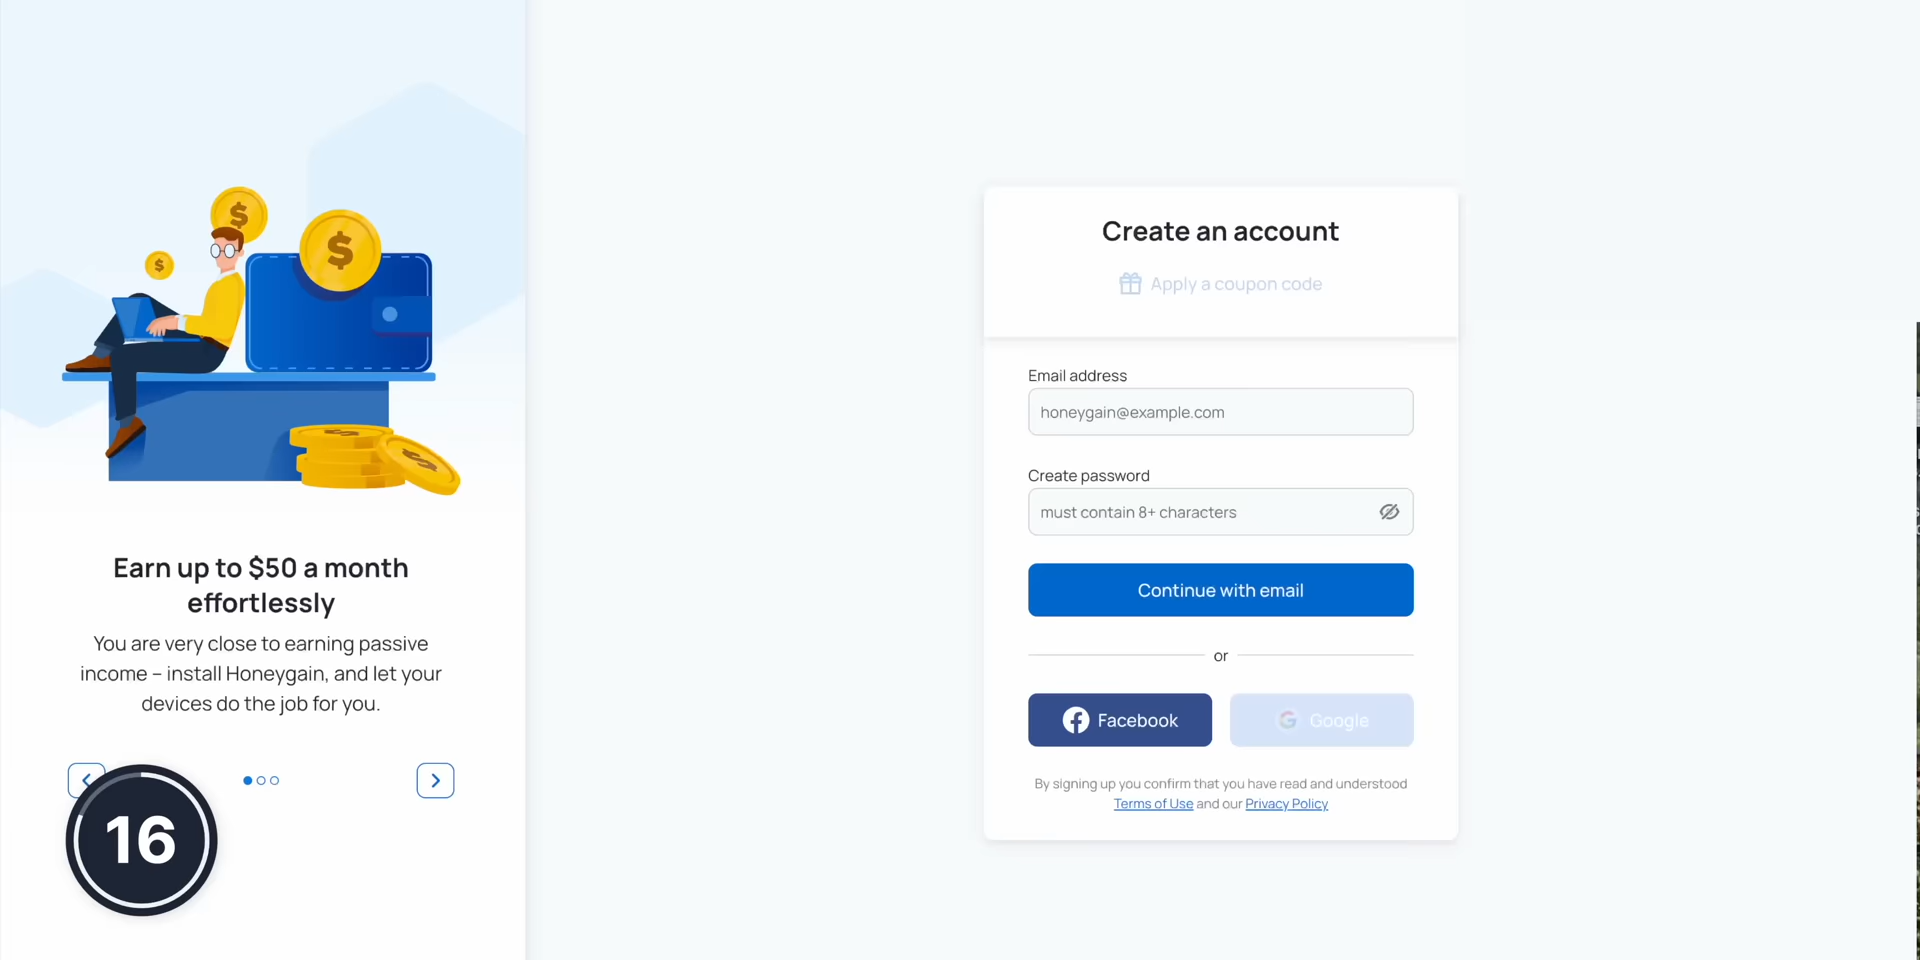 Earn up to $50 a month
effortlessly
You are very close to earning passive
income – install Honeygain, and let your
devices do the job for you.
16
Create an account
Apply a coupon code
Email address
honeygain@example.com
Create password
must contain 8+ characters
Continue with email
or
Facebook
Google
By signing up you confirm that you have read and understood
Terms of Use and our Privacy Policy